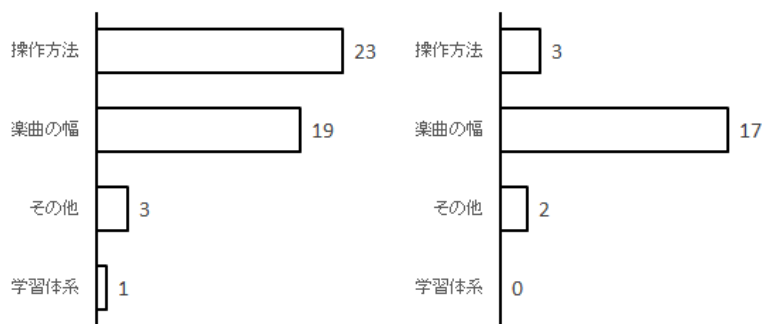 操作方法 23
楽曲の幅 19
その他 3
学習体系 1
操作方法 3
楽曲の幅 17
その他 2
学習体系 0